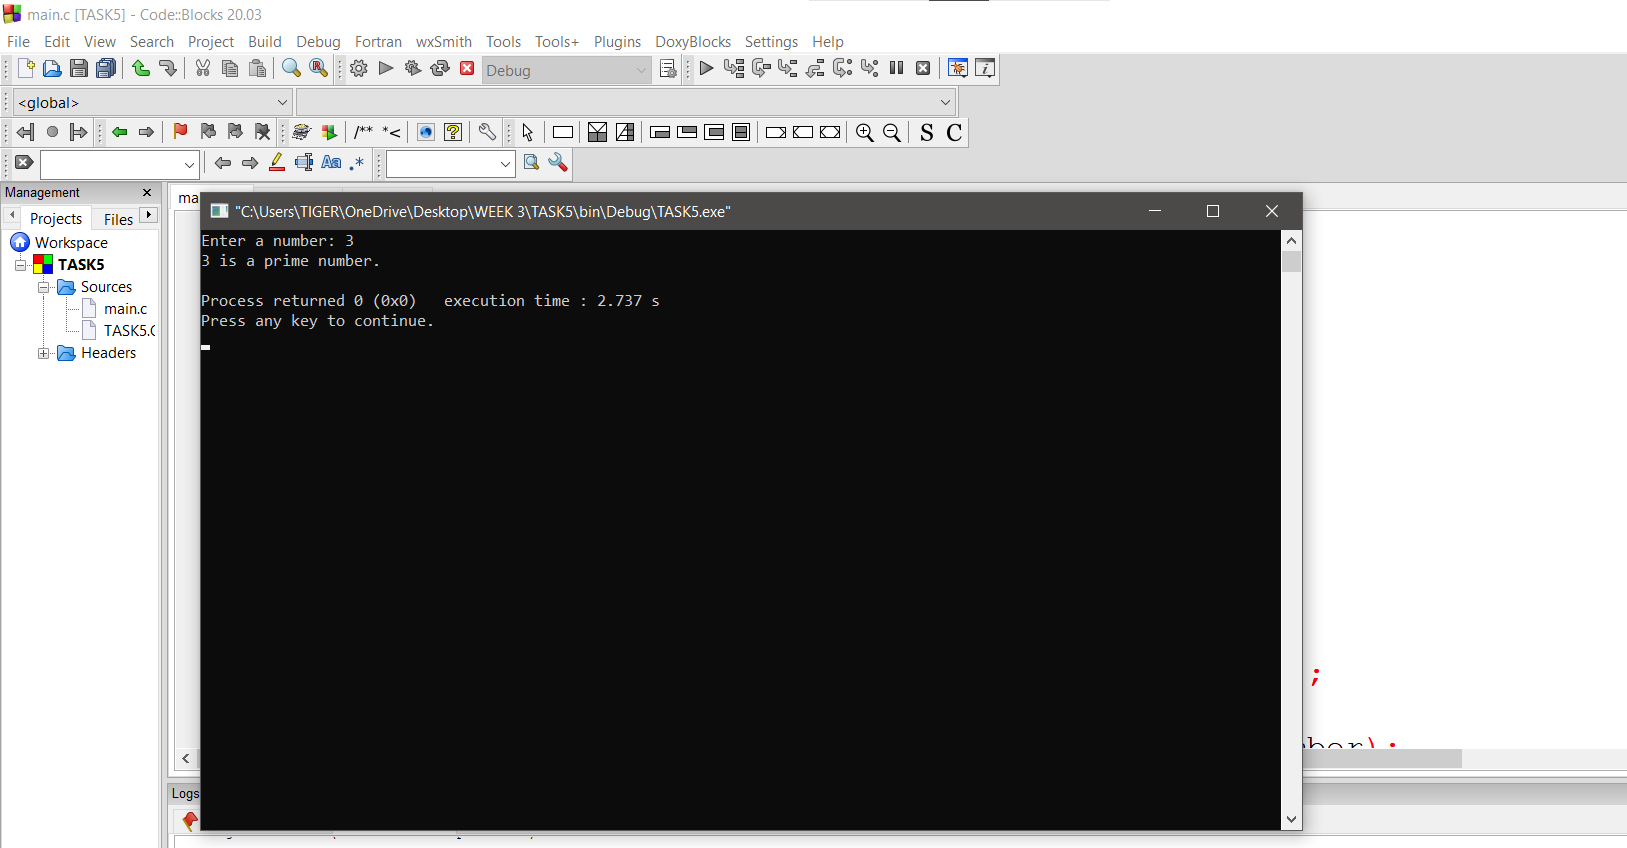 main.c [TASK5] - Code::Blocks 20.03
File Edit View Search Project Build Debug Fortran wxSmith Tools Tools+ Plugins DoxyBlocks Settings Help
Debug
<global>
/** *<
S C
Aa .*
Management
Projects Files
Workspace
TASK5
Sources
main.c
TASK5.
Headers
ma
"C:\Users\TIGER\OneDrive\Desktop\WEEK 3\TASK5\bin\Debug\TASK5.exe"
Enter a number: 3
3 is a prime number.
Process returned 0 (0x0)   execution time : 2.737 s
Press any key to continue.
;
ber);
Logs